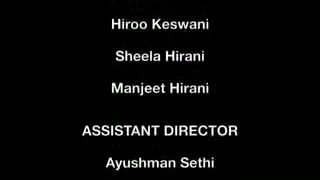 Hiroo Keswani
Sheela Hirani
Manjeet Hirani
ASSISTANT DIRECTOR
Ayushman Sethi